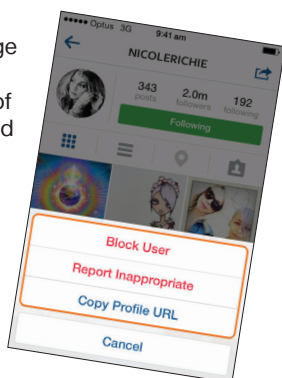 ge
of
d
Optus 3G
9:41 am
NICOLERICHIE
343 2.0m 192
posts followers following
Following
Block User
Report Inappropriate
Copy Profile URL
Cancel